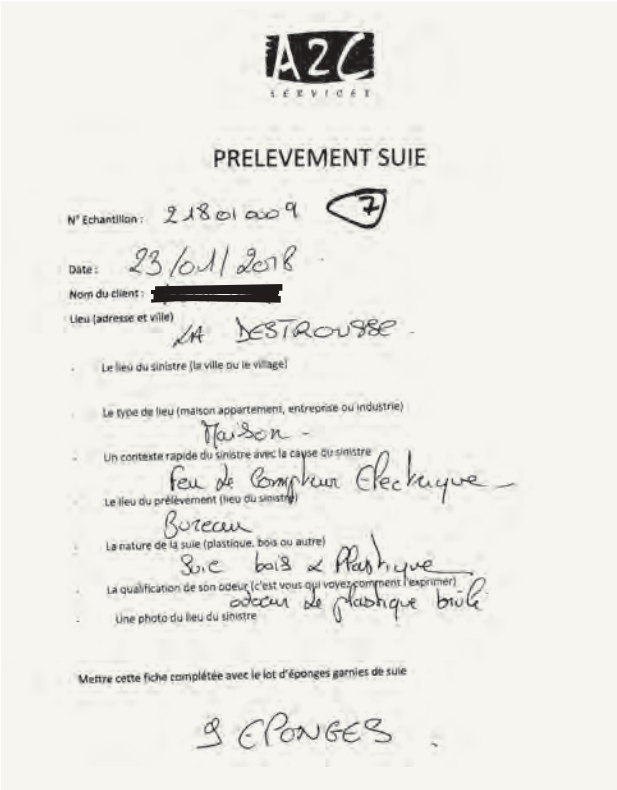 A2C
SERVICES
PRELEVEMENT SUIE
N° Echantillon : 218010009 7
Date : 23/01/2018
Nom du client :
Lieu (adresse et ville)
LA DESTROUSSE.
- Le lieu du sinistre (la ville ou le village)
- Le type de lieu (maison appartement, entreprise ou industrie)
Maison -
- Un contexte rapide du sinistre avec la cause du sinistre
Feu de Compteur Electrique -
- Le lieu du prélèvement (lieu du sinistre)
Bureau
- La nature de la suie (plastique, bois ou autre)
Suie bois & Plastique
- La qualification de son odeur (c'est vous qui voyez comment l'exprimer)
odeur de plastique brûlé
- Une photo du lieu du sinistre
Mettre cette fiche complétée avec le lot d'éponges garnies de suie
9 EPONGES .